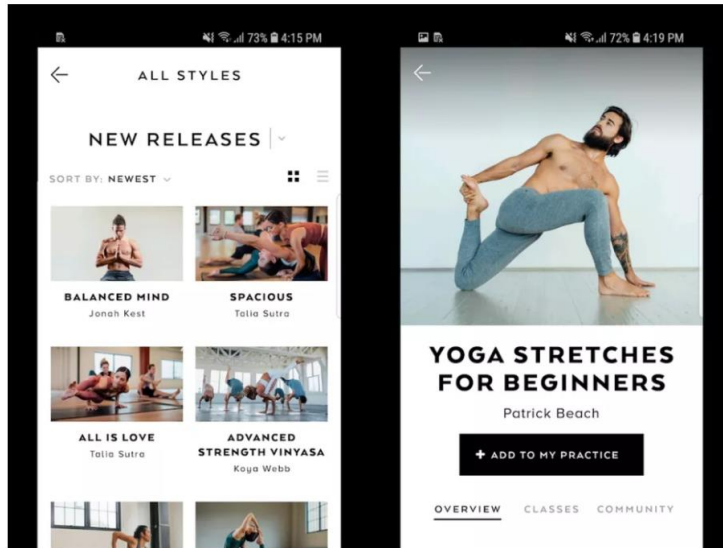 73% 4:15 PM
ALL STYLES
NEW RELEASES
SORT BY: NEWEST
BALANCED MIND
Jonah Kest
SPACIOUS
Talia Sutra
ALL IS LOVE
Talia Sutra
ADVANCED
STRENGTH VINYASA
Koya Webb
72% 4:19 PM
YOGA STRETCHES
FOR BEGINNERS
Patrick Beach
+ ADD TO MY PRACTICE
OVERVIEW CLASSES COMMUNITY